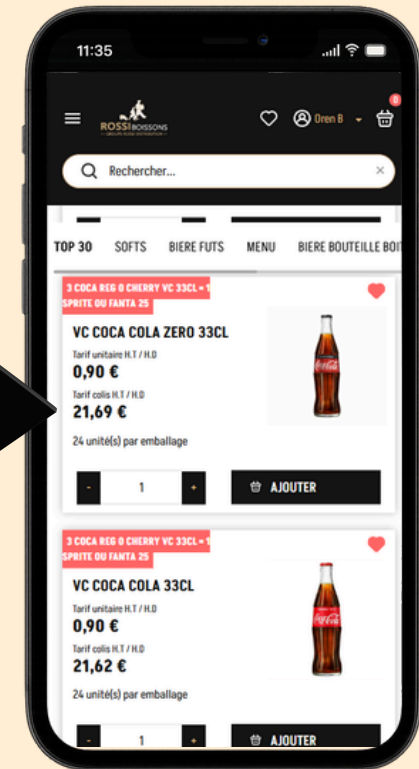 11:35
ROSSI BOISSONS
Oren B
0
Rechercher...
TOP 30 SOFTS BIERE FUTS MENU BIERE BOUTEILLE BOI
3 COCA REG 0 CHERRY VC 33CL = 1
SPRITE OU FANTA 25
VC COCA COLA ZERO 33CL
Tarif unitaire H.T / H.D
0,90 €
Tarif colis H.T / H.D
21,69 €
24 unité(s) par emballage
- 1 + AJOUTER
3 COCA REG 0 CHERRY VC 33CL = 1
SPRITE OU FANTA 25
VC COCA COLA 33CL
Tarif unitaire H.T / H.D
0,90 €
Tarif colis H.T / H.D
21,62 €
24 unité(s) par emballage
- 1 + AJOUTER